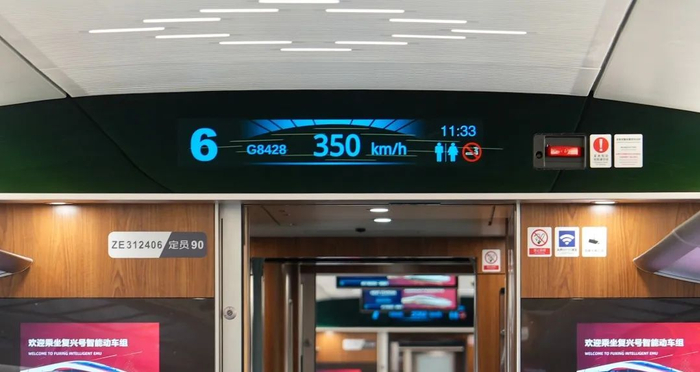 6
G8428
350 km/h
11:33
ZE312406 定员 90
欢迎乘坐复兴号智能动车组
WELCOME TO FUXING INTELLIGENT EMU
欢迎乘坐复兴号智能动车组
WELCOME TO FUXING INTELLIGENT EMU